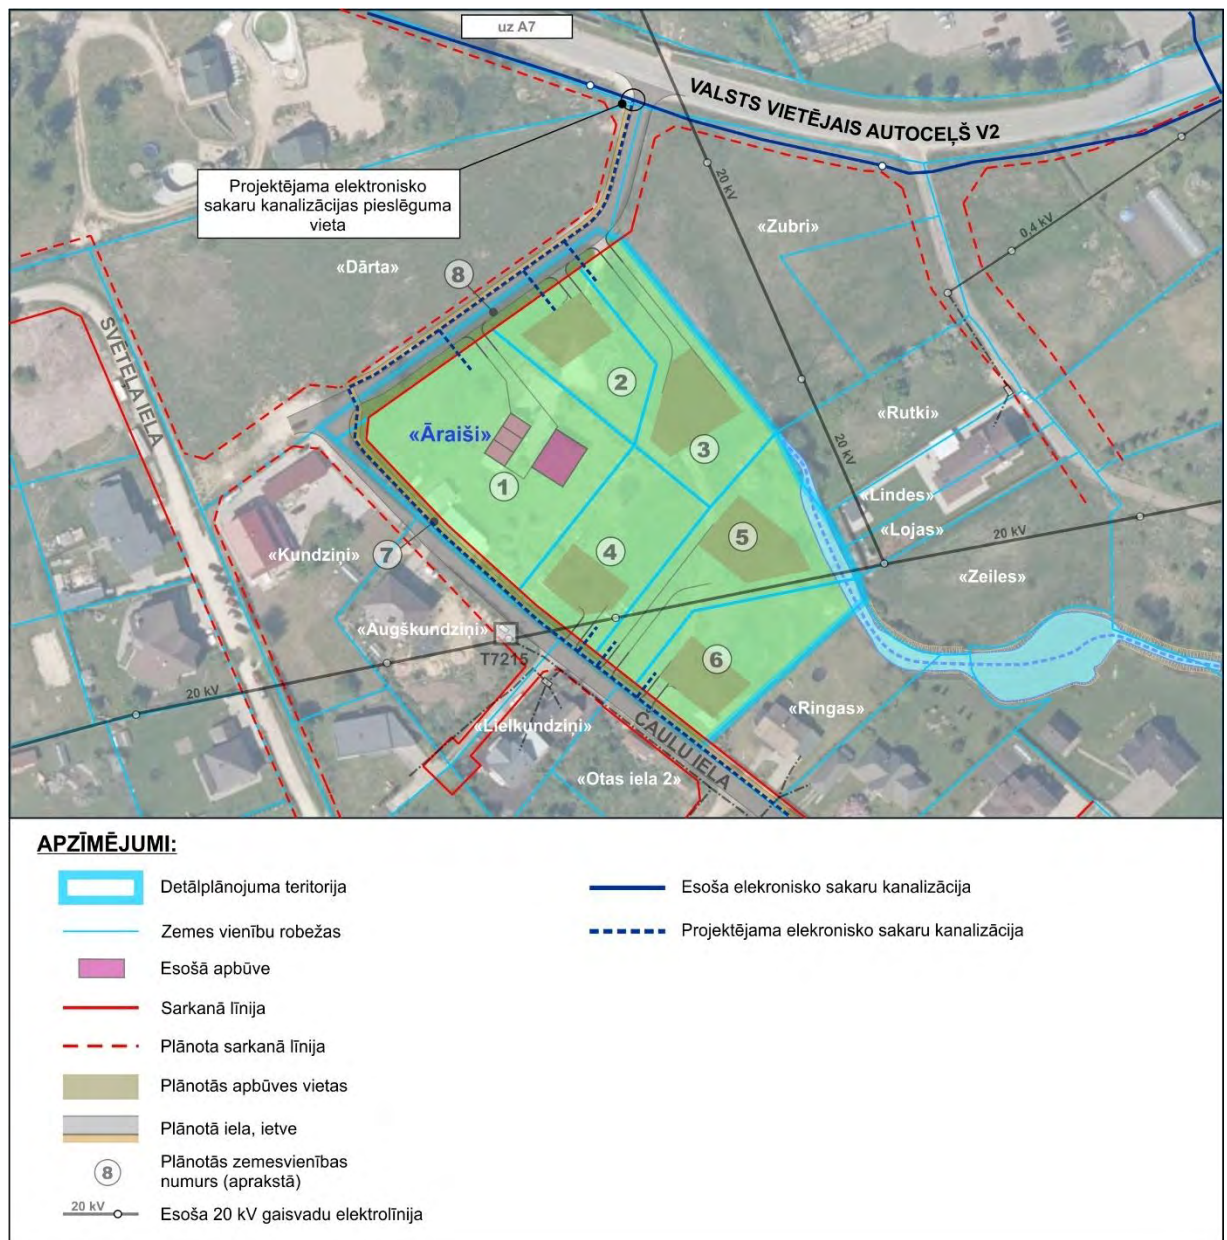 uz A7
VALSTS VIETĒJAIS AUTOCEĻŠ V2
Projektējama elektronisko
sakaru kanalizācijas pieslēguma
vieta
20 kV
0,4 kV
«Zubri»
«Dārta»
8
SVĒTEĻA IELA
2
«Āraiši»
«Rutki»
3
20 kV
1
«Lindes»
«Lojas»
20 kV
5
7
«Kundziņi»
4
«Zeiles»
«Augškundziņi»
T7215
6
20 kV
«Lielkundziņi»
CAUĻU IELA
«Ringas»
«Otas iela 2»
APZĪMĒJUMI:
Detālplānojuma teritorija
Zemes vienību robežas
Esošā apbūve
Sarkanā līnija
Plānota sarkanā līnija
Plānotās apbūves vietas
Plānotā iela, ietve
8
Plānotās zemesvienības
numurs (aprakstā)
20 kV
Esoša 20 kV gaisvadu elektrolīnija
Esoša elekronisko sakaru kanalizācija
Projektējama elekronisko sakaru kanalizācija